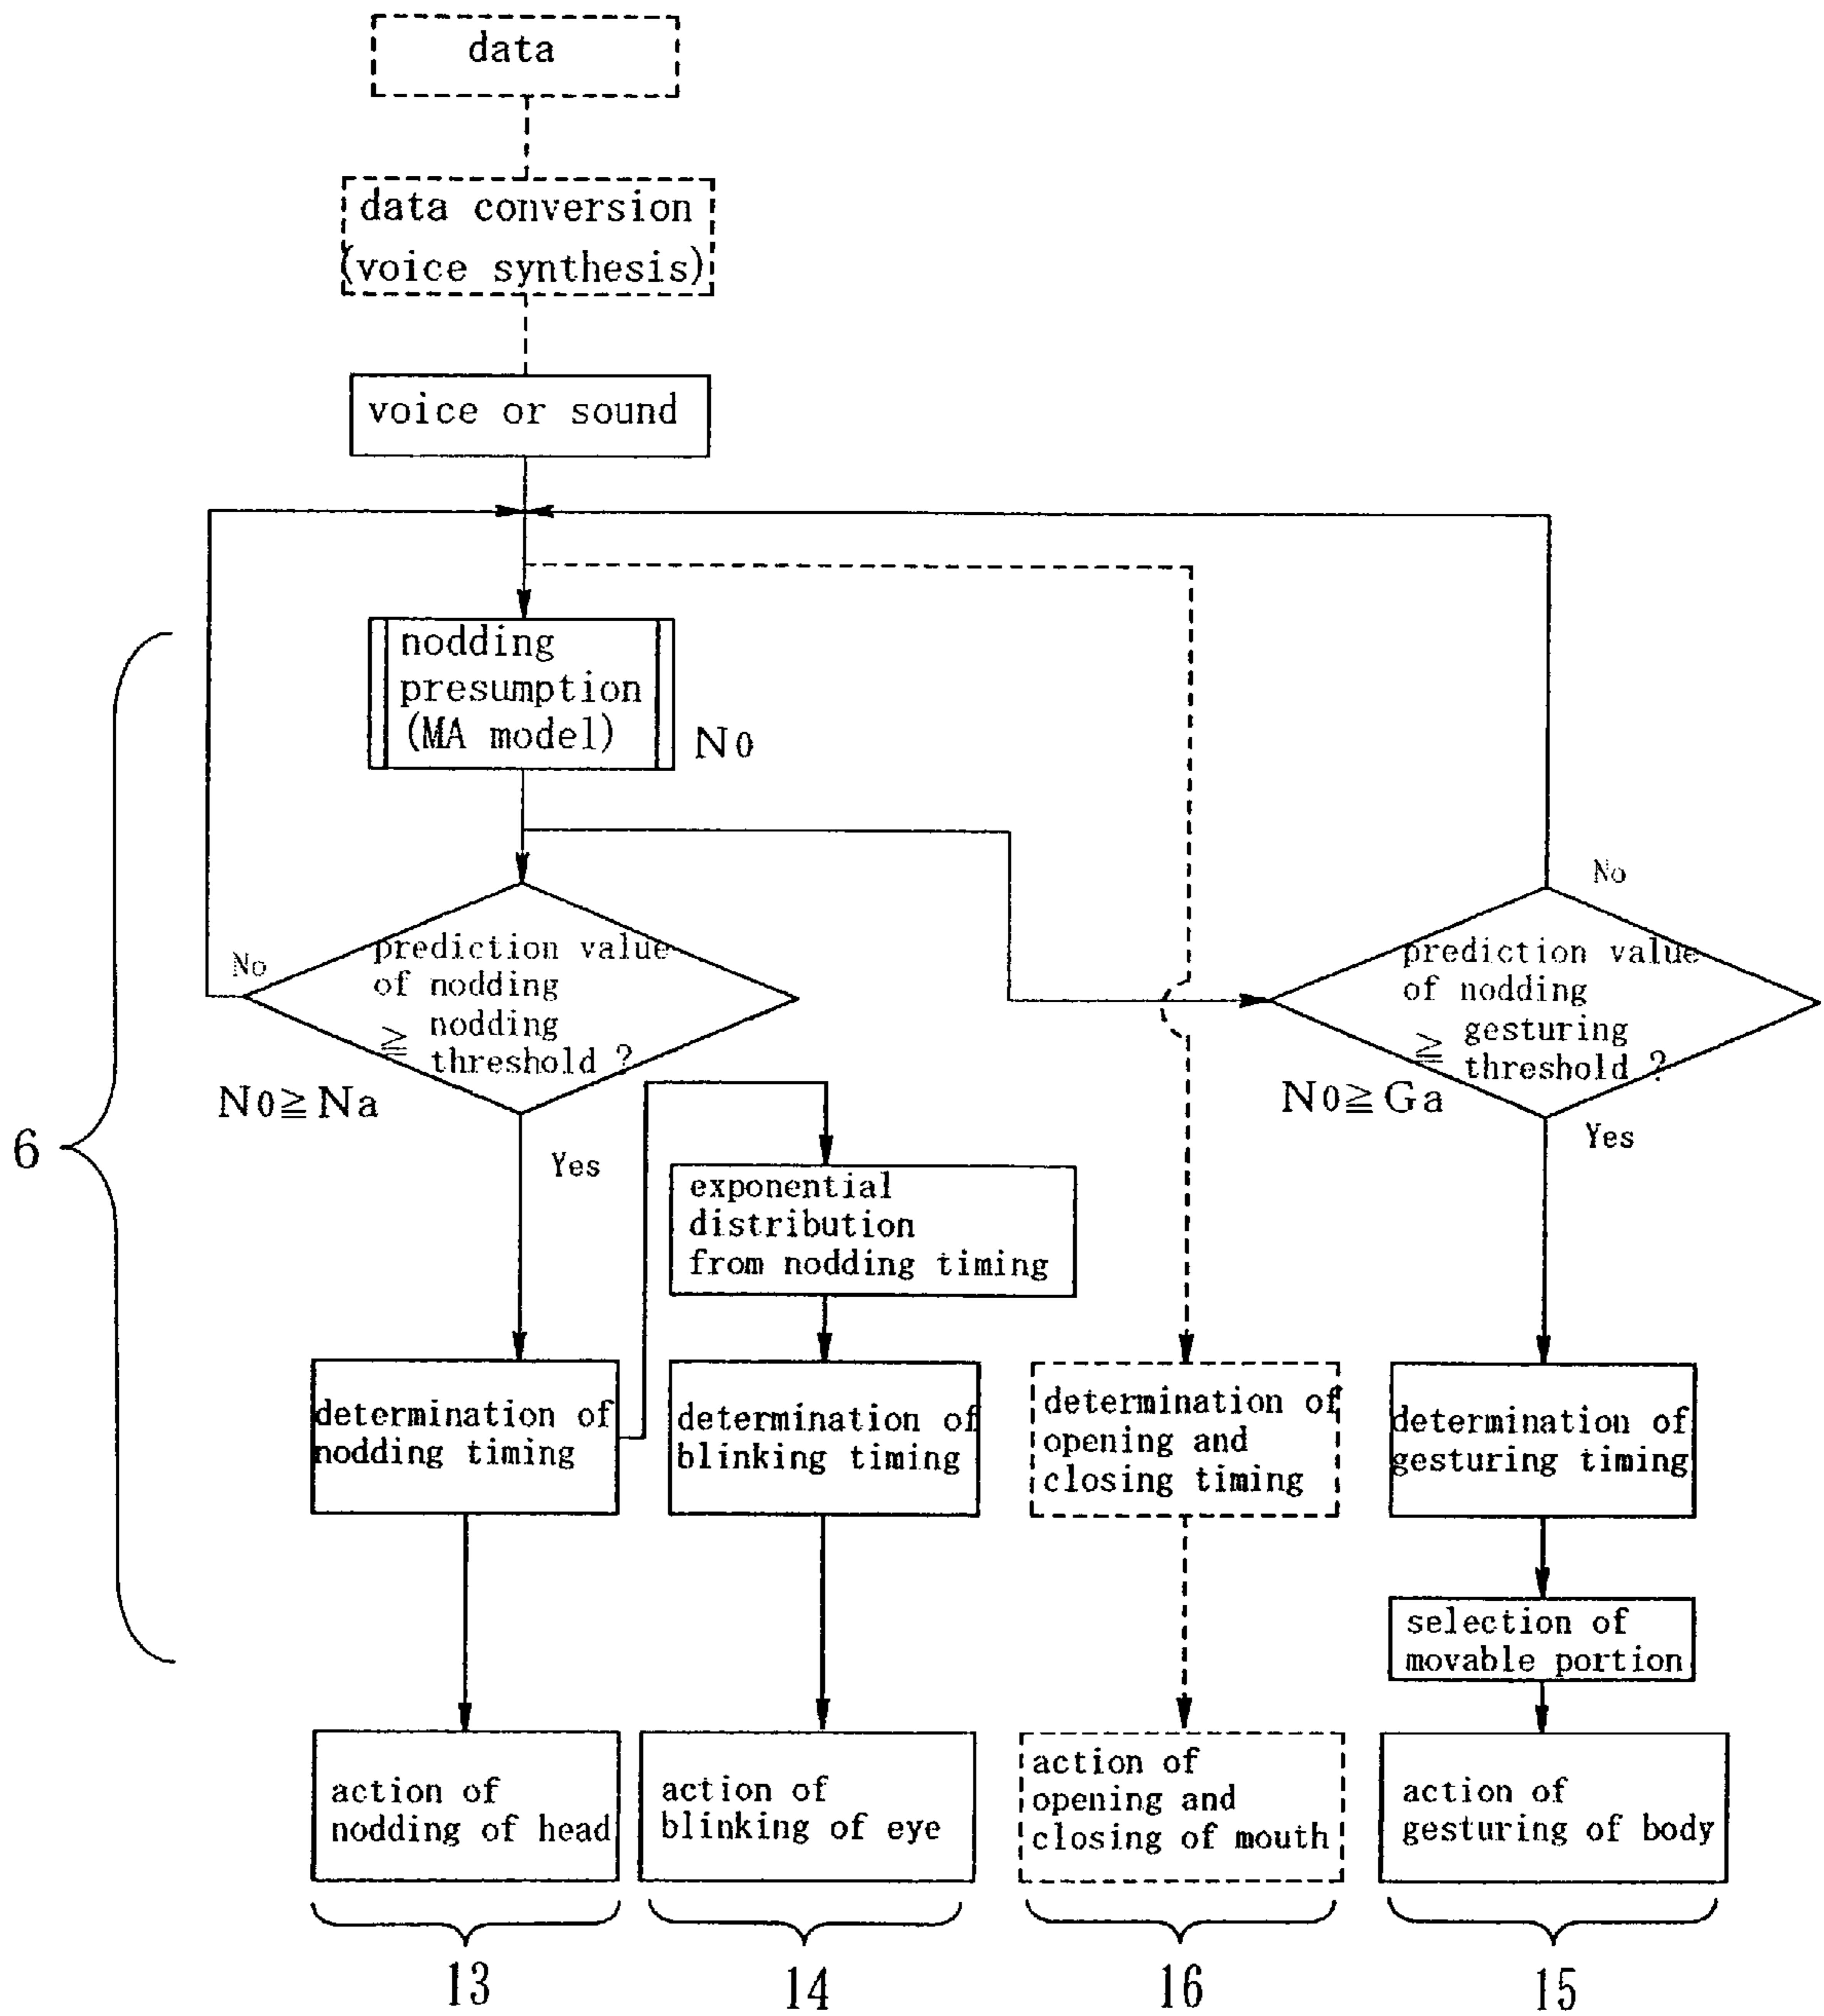 data
data conversion
(voice synthesis)
voice or sound
nodding
presumption
(MA model)
N0
No
prediction value
of nodding
≧ nodding
threshold ?
N0≧Na
Yes
No
prediction value
of nodding
≧ gesturing
threshold ?
N0≧Ga
Yes
6
exponential
distribution
from nodding timing
determination of
nodding timing
determination of
blinking timing
determination of
opening and
closing timing
determination of
gesturing timing
selection of
movable portion
action of
nodding of head
action of
blinking of eye
action of
opening and
closing of mouth
action of
gesturing of body
13
14
16
15